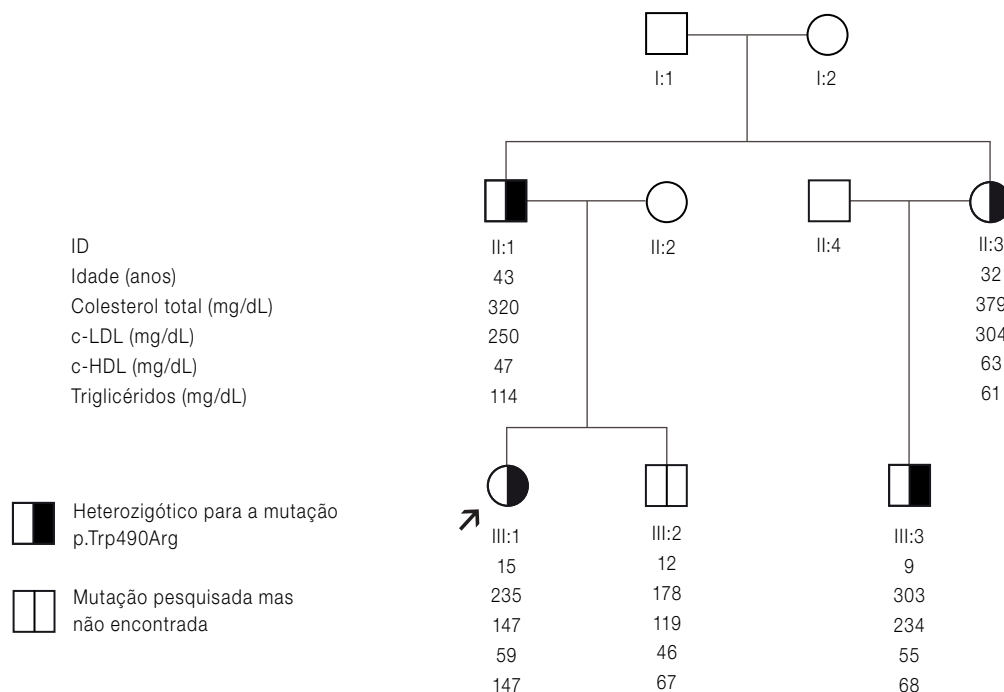 I:1 I:2
II:1 II:2 II:4 II:3
ID
Idade (anos) 43 32
Colesterol total (mg/dL) 320 379
c-LDL (mg/dL) 250 304
c-HDL (mg/dL) 47 63
Triglicéridos (mg/dL) 114 61
Heterozigótico para a mutação
p.Trp490Arg
Mutação pesquisada mas
não encontrada
III:1 III:2 III:3
15 12 9
235 178 303
147 119 234
59 46 55
147 67 68